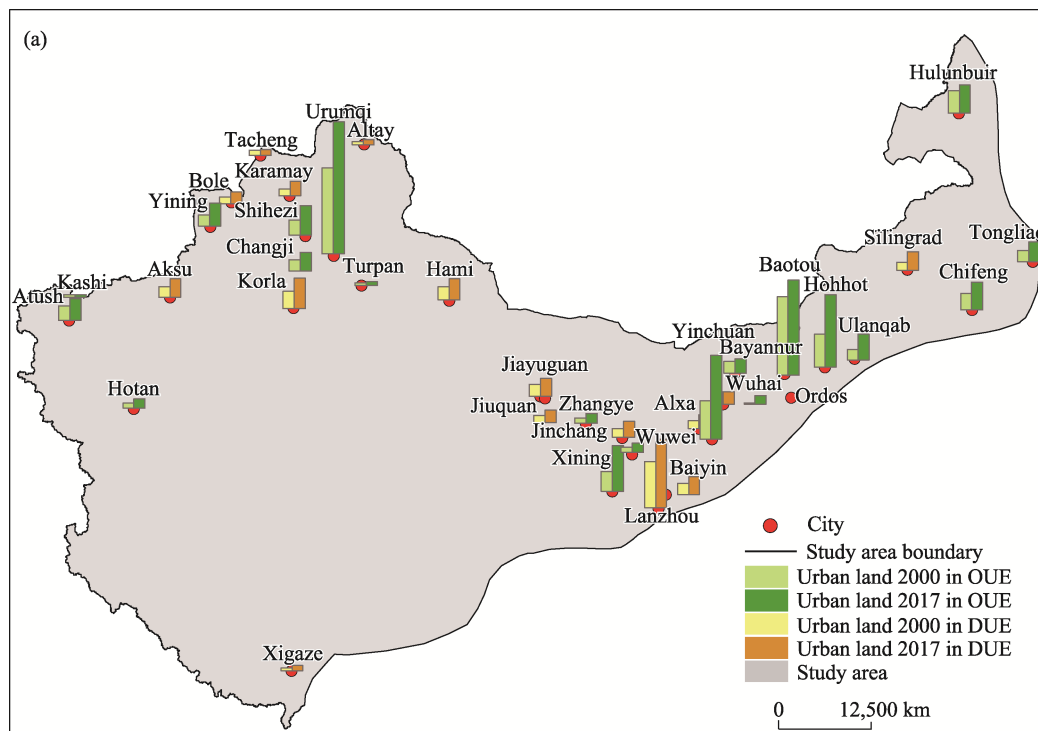 (a)
Hulunbuir
Urumqi
Altay
Tacheng
Karamay
Bole
Yining
Shihezi
Changji
Turpan
Hami
Korla
Aksu
Kashi
Atush
Hotan
Silingrad
Tongliao
Chifeng
Baotou
Hohhot
Ulanqab
Yinchuan
Bayannur
Wuhai
Ordos
Alxa
Jiayuguan
Jiuquan
Zhangye
Jinchang
Wuwei
Xining
Baiyin
Lanzhou
Xigaze
City
Study area boundary
Urban land 2000 in OUE
Urban land 2017 in OUE
Urban land 2000 in DUE
Urban land 2017 in DUE
Study area
0 12,500 km